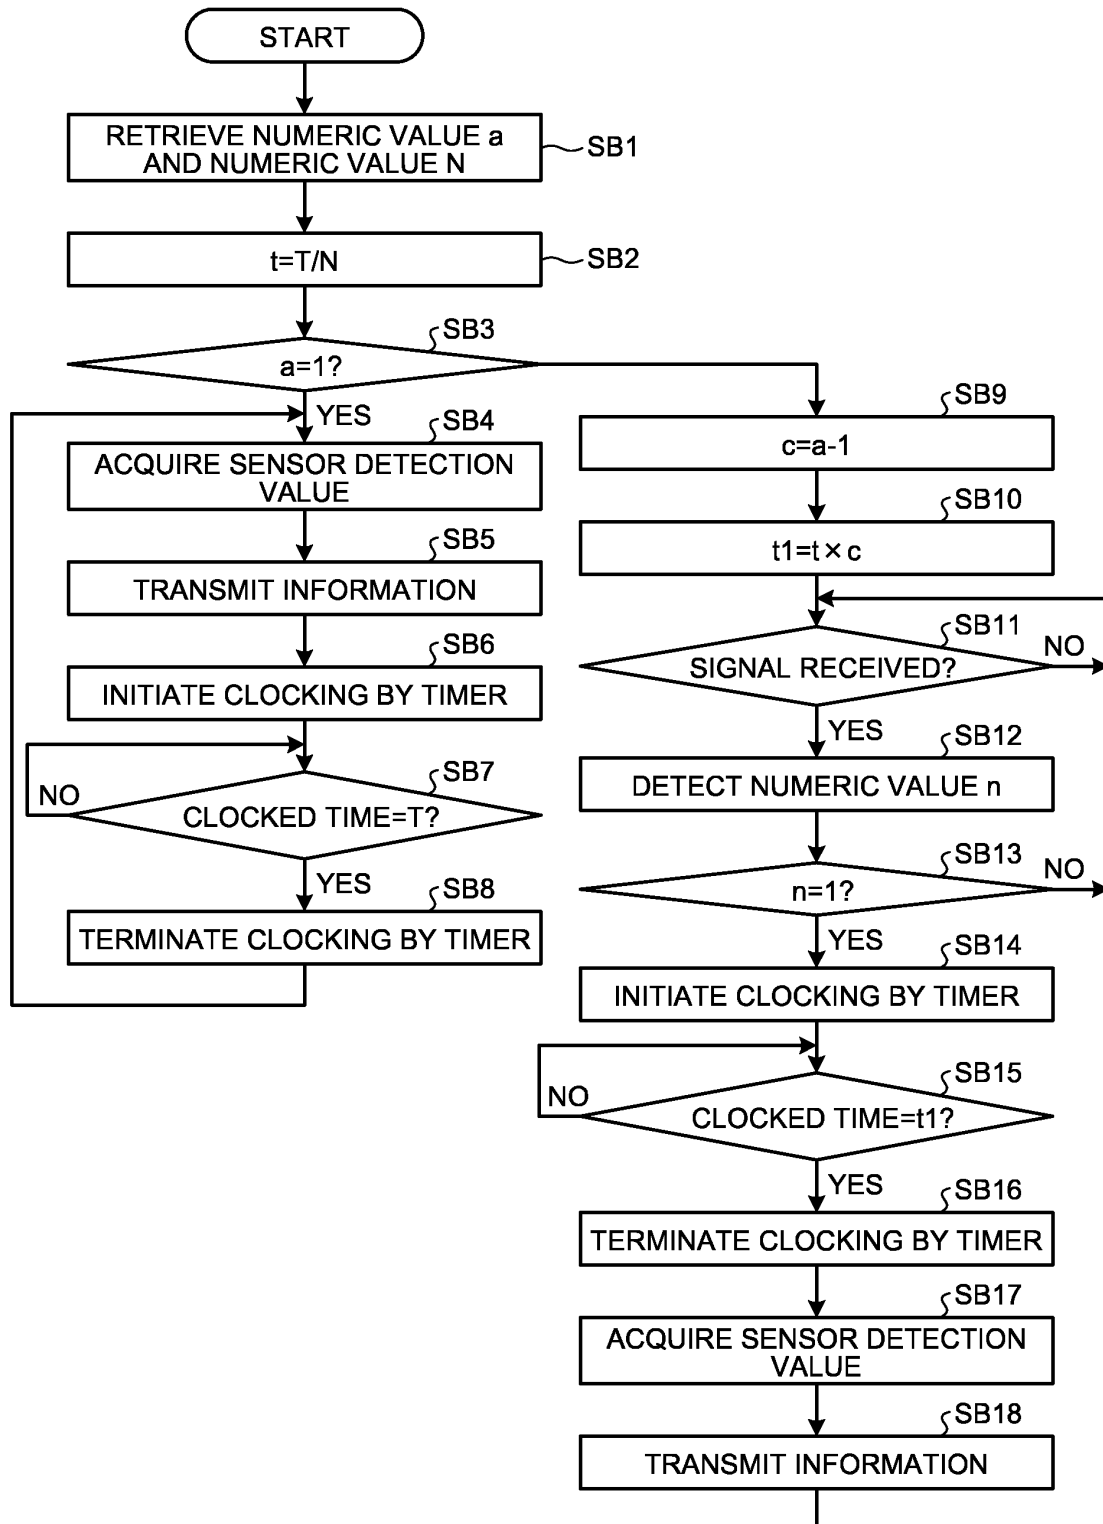 START
RETRIEVE NUMERIC VALUE a
AND NUMERIC VALUE N
SB1
t=T/N
SB2
SB3
a=1?
YES
SB4
ACQUIRE SENSOR DETECTION
VALUE
SB5
TRANSMIT INFORMATION
SB6
INITIATE CLOCKING BY TIMER
SB7
NO
CLOCKED TIME=T?
YES
SB8
TERMINATE CLOCKING BY TIMER
SB9
c=a-1
SB10
t1=t×c
SB11
NO
SIGNAL RECEIVED?
YES
SB12
DETECT NUMERIC VALUE n
SB13
NO
n=1?
YES
SB14
INITIATE CLOCKING BY TIMER
SB15
NO
CLOCKED TIME=t1?
YES
SB16
TERMINATE CLOCKING BY TIMER
SB17
ACQUIRE SENSOR DETECTION
VALUE
SB18
TRANSMIT INFORMATION